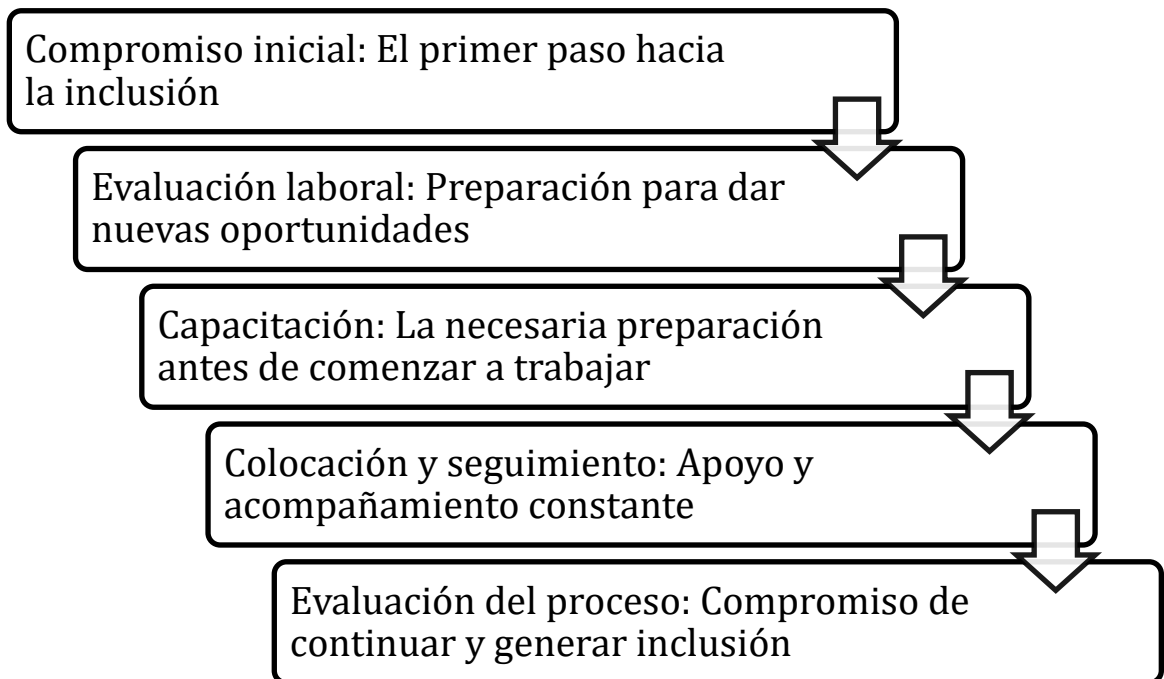 Compromiso inicial: El primer paso hacia
la inclusión
Evaluación laboral: Preparación para dar
nuevas oportunidades
Capacitación: La necesaria preparación
antes de comenzar a trabajar
Colocación y seguimiento: Apoyo y
acompañamiento constante
Evaluación del proceso: Compromiso de
continuar y generar inclusión